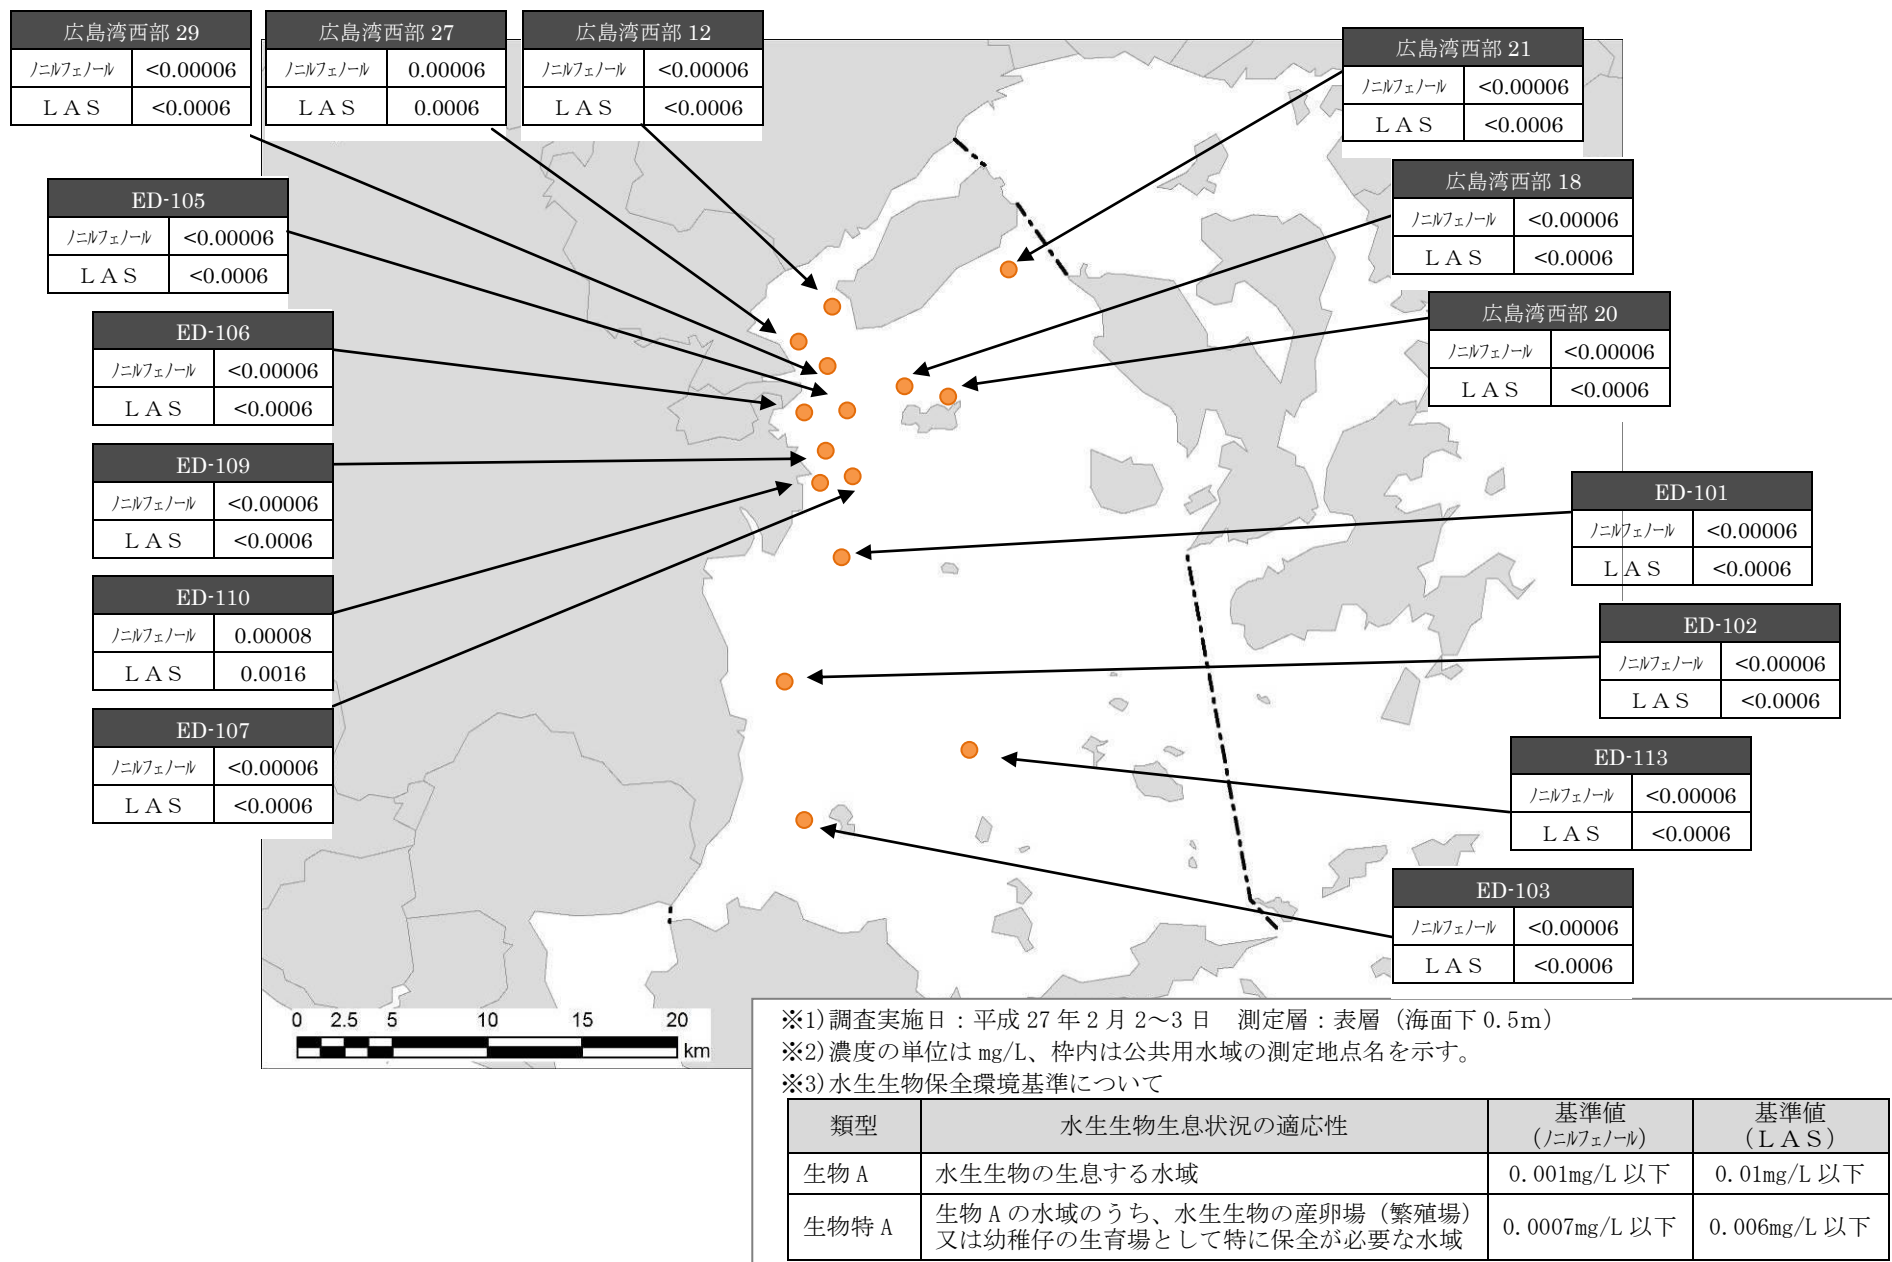 広島湾西部 29
ﾉﾆﾙﾌｪﾉｰﾙ <0.00006
ＬＡＳ <0.0006
広島湾西部 27
ﾉﾆﾙﾌｪﾉｰﾙ 0.00006
ＬＡＳ 0.0006
広島湾西部 12
ﾉﾆﾙﾌｪﾉｰﾙ <0.00006
ＬＡＳ <0.0006
広島湾西部 21
ﾉﾆﾙﾌｪﾉｰﾙ <0.00006
ＬＡＳ <0.0006
広島湾西部 18
ﾉﾆﾙﾌｪﾉｰﾙ <0.00006
ＬＡＳ <0.0006
広島湾西部 20
ﾉﾆﾙﾌｪﾉｰﾙ <0.00006
ＬＡＳ <0.0006
ED-105
ﾉﾆﾙﾌｪﾉｰﾙ <0.00006
ＬＡＳ <0.0006
ED-106
ﾉﾆﾙﾌｪﾉｰﾙ <0.00006
ＬＡＳ <0.0006
ED-109
ﾉﾆﾙﾌｪﾉｰﾙ <0.00006
ＬＡＳ <0.0006
ED-110
ﾉﾆﾙﾌｪﾉｰﾙ 0.00008
ＬＡＳ 0.0016
ED-107
ﾉﾆﾙﾌｪﾉｰﾙ <0.00006
ＬＡＳ <0.0006
ED-101
ﾉﾆﾙﾌｪﾉｰﾙ <0.00006
ＬＡＳ <0.0006
ED-102
ﾉﾆﾙﾌｪﾉｰﾙ <0.00006
ＬＡＳ <0.0006
ED-113
ﾉﾆﾙﾌｪﾉｰﾙ <0.00006
ＬＡＳ <0.0006
ED-103
ﾉﾆﾙﾌｪﾉｰﾙ <0.00006
ＬＡＳ <0.0006
0 2.5 5 10 15 20
km
※1)調査実施日：平成 27 年 2 月 2～3 日　測定層：表層（海面下 0.5m）
※2)濃度の単位は mg/L、枠内は公共用水域の測定地点名を示す。
※3)水生生物保全環境基準について
類型 水生生物生息状況の適応性 基準値（ﾉﾆﾙﾌｪﾉｰﾙ） 基準値（ＬＡＳ）
生物 A 水生生物の生息する水域 0.001mg/L 以下 0.01mg/L 以下
生物特 A 生物 A の水域のうち、水生生物の産卵場（繁殖場）
又は幼稚仔の生育場として特に保全が必要な水域 0.0007mg/L 以下 0.006mg/L 以下